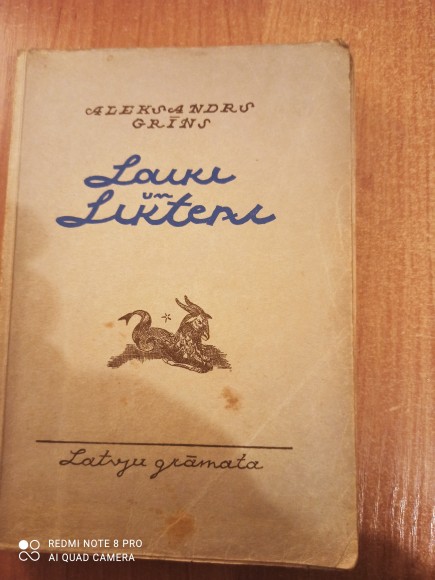 ALEKSANDRS
GRĪNS
Laiki
un
Likteņi
Latvju grāmata
REDMI NOTE 8 PRO
AI QUAD CAMERA